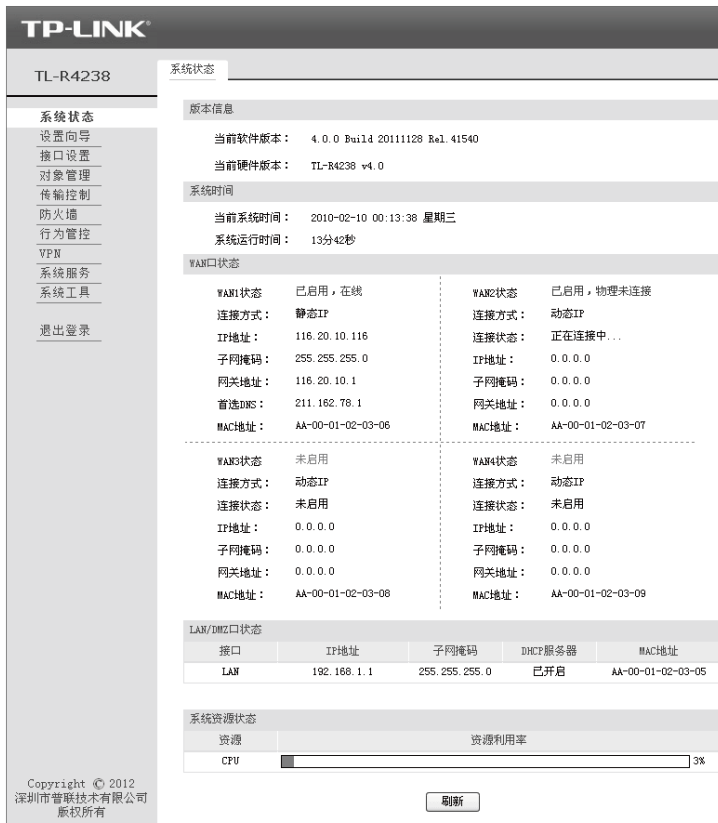 TP-LINK®
TL-R4238
系统状态
设置向导
接口设置
对象管理
传输控制
防火墙
行为管控
VPN
系统服务
系统工具
退出登录
Copyright © 2012
深圳市普联技术有限公司
版权所有
系统状态
版本信息
当前软件版本： 4.0.0 Build 20111128 Rel.41540
当前硬件版本： TL-R4238 v4.0
系统时间
当前系统时间： 2010-02-10 00:13:38 星期三
系统运行时间： 13分42秒
WAN口状态
WAN1状态 已启用，在线
连接方式： 静态IP
IP地址： 116.20.10.116
子网掩码： 255.255.255.0
网关地址： 116.20.10.1
首选DNS： 211.162.78.1
MAC地址： AA-00-01-02-03-06
WAN2状态 已启用，物理未连接
连接方式： 动态IP
连接状态： 正在连接中...
IP地址： 0.0.0.0
子网掩码： 0.0.0.0
网关地址： 0.0.0.0
MAC地址： AA-00-01-02-03-07
WAN3状态 未启用
连接方式： 动态IP
连接状态： 未启用
IP地址： 0.0.0.0
子网掩码： 0.0.0.0
网关地址： 0.0.0.0
MAC地址： AA-00-01-02-03-08
WAN4状态 未启用
连接方式： 动态IP
连接状态： 未启用
IP地址： 0.0.0.0
子网掩码： 0.0.0.0
网关地址： 0.0.0.0
MAC地址： AA-00-01-02-03-09
LAN/DMZ口状态
接口 IP地址 子网掩码 DHCP服务器 MAC地址
LAN 192.168.1.1 255.255.255.0 已开启 AA-00-01-02-03-05
系统资源状态
资源 资源利用率
CPU 3%
刷新